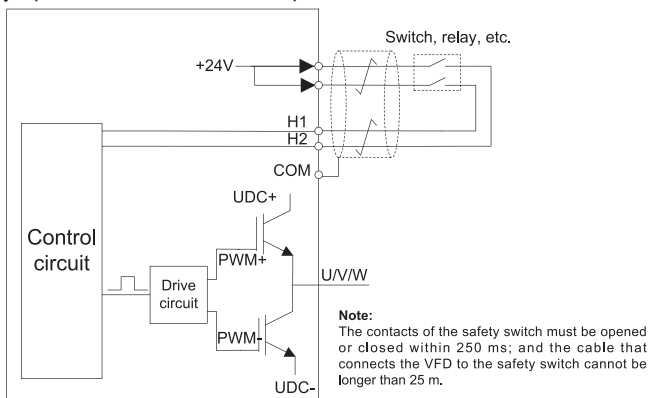 Switch, relay, etc.
+24V
H1
H2
COM
UDC+
Control
circuit
PWM+
Drive
circuit
U/V/W
PWM-
UDC-
Note:
The contacts of the safety switch must be opened
or closed within 250 ms; and the cable that
connects the VFD to the safety switch cannot be
longer than 25 m.